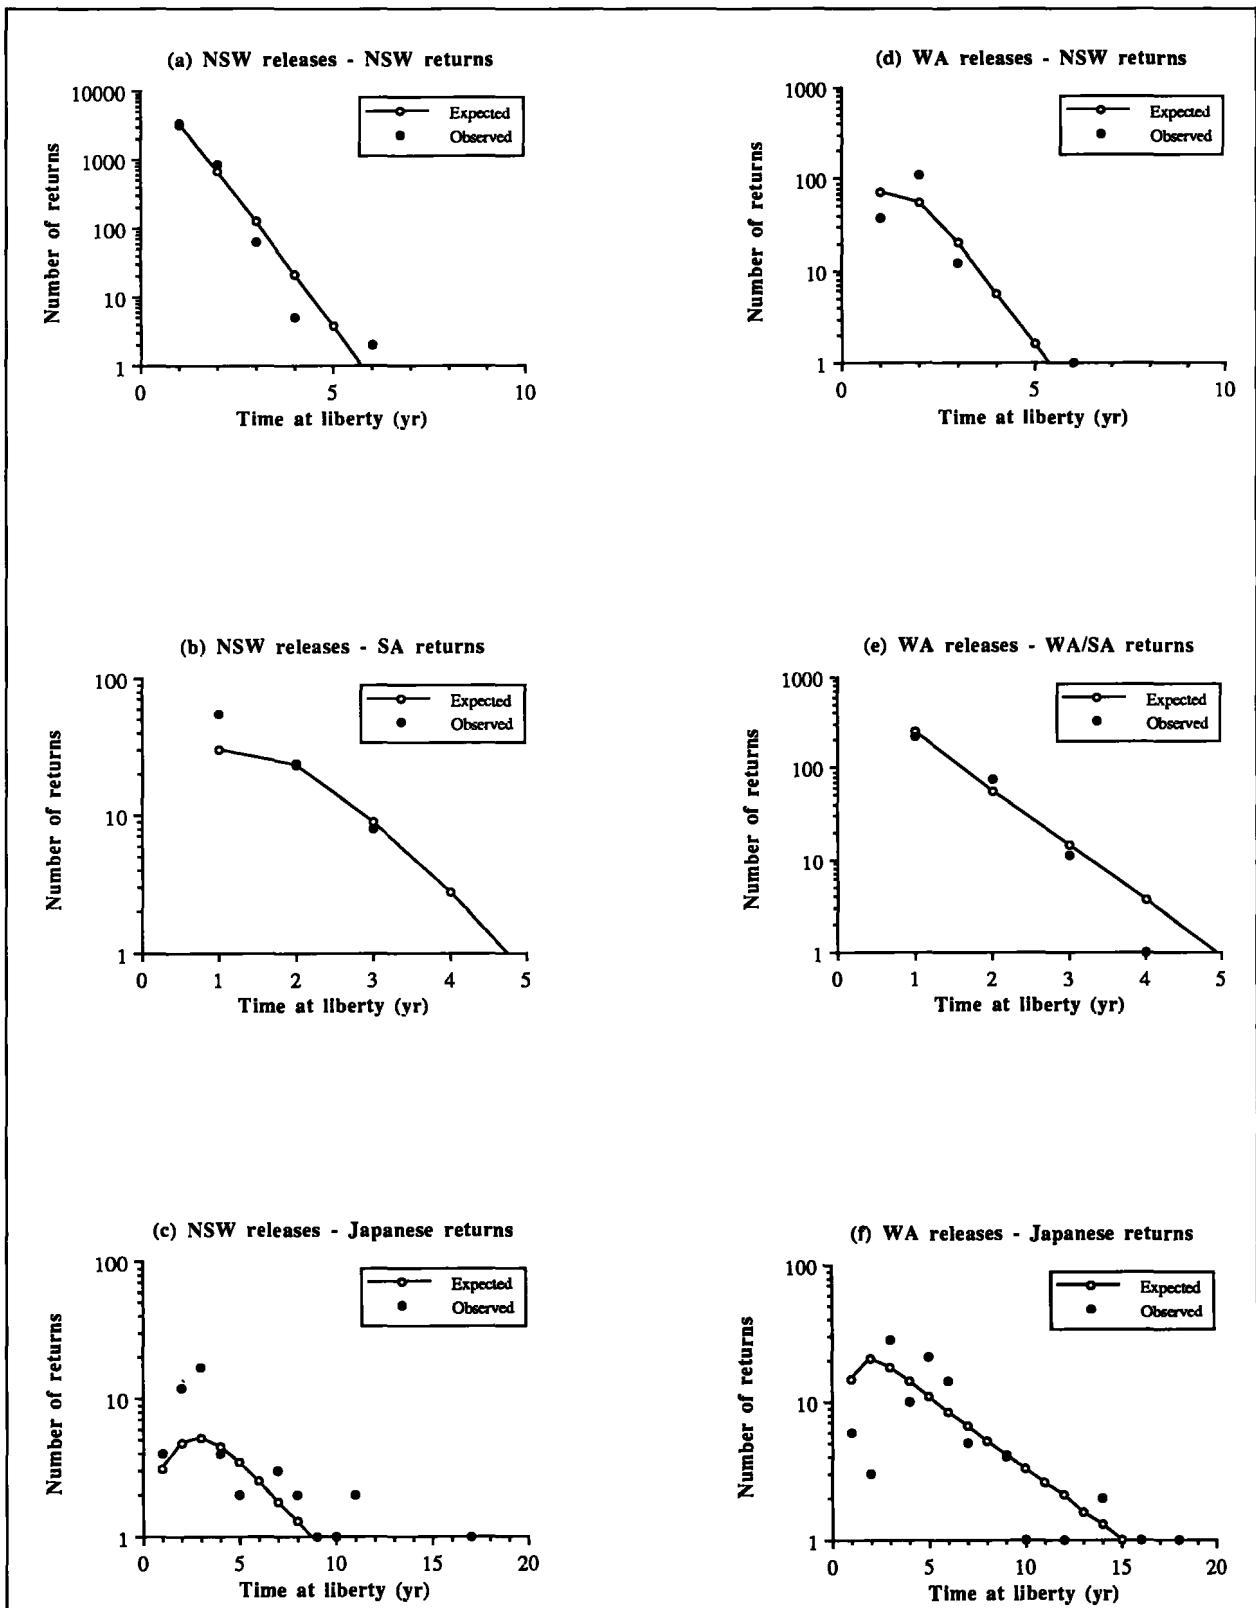 (a) NSW releases - NSW returns
10000
1000
100
10
1
Number of returns
Expected
Observed
0 5 10
Time at liberty (yr)
(d) WA releases - NSW returns
1000
100
10
1
Number of returns
Expected
Observed
0 5 10
Time at liberty (yr)
(b) NSW releases - SA returns
100
10
1
Number of returns
Expected
Observed
0 1 2 3 4 5
Time at liberty (yr)
(e) WA releases - WA/SA returns
1000
100
10
1
Number of returns
Expected
Observed
0 1 2 3 4 5
Time at liberty (yr)
(c) NSW releases - Japanese returns
100
10
1
Number of returns
Expected
Observed
0 5 10 15 20
Time at liberty (yr)
(f) WA releases - Japanese returns
100
10
1
Number of returns
Expected
Observed
0 5 10 15 20
Time at liberty (yr)